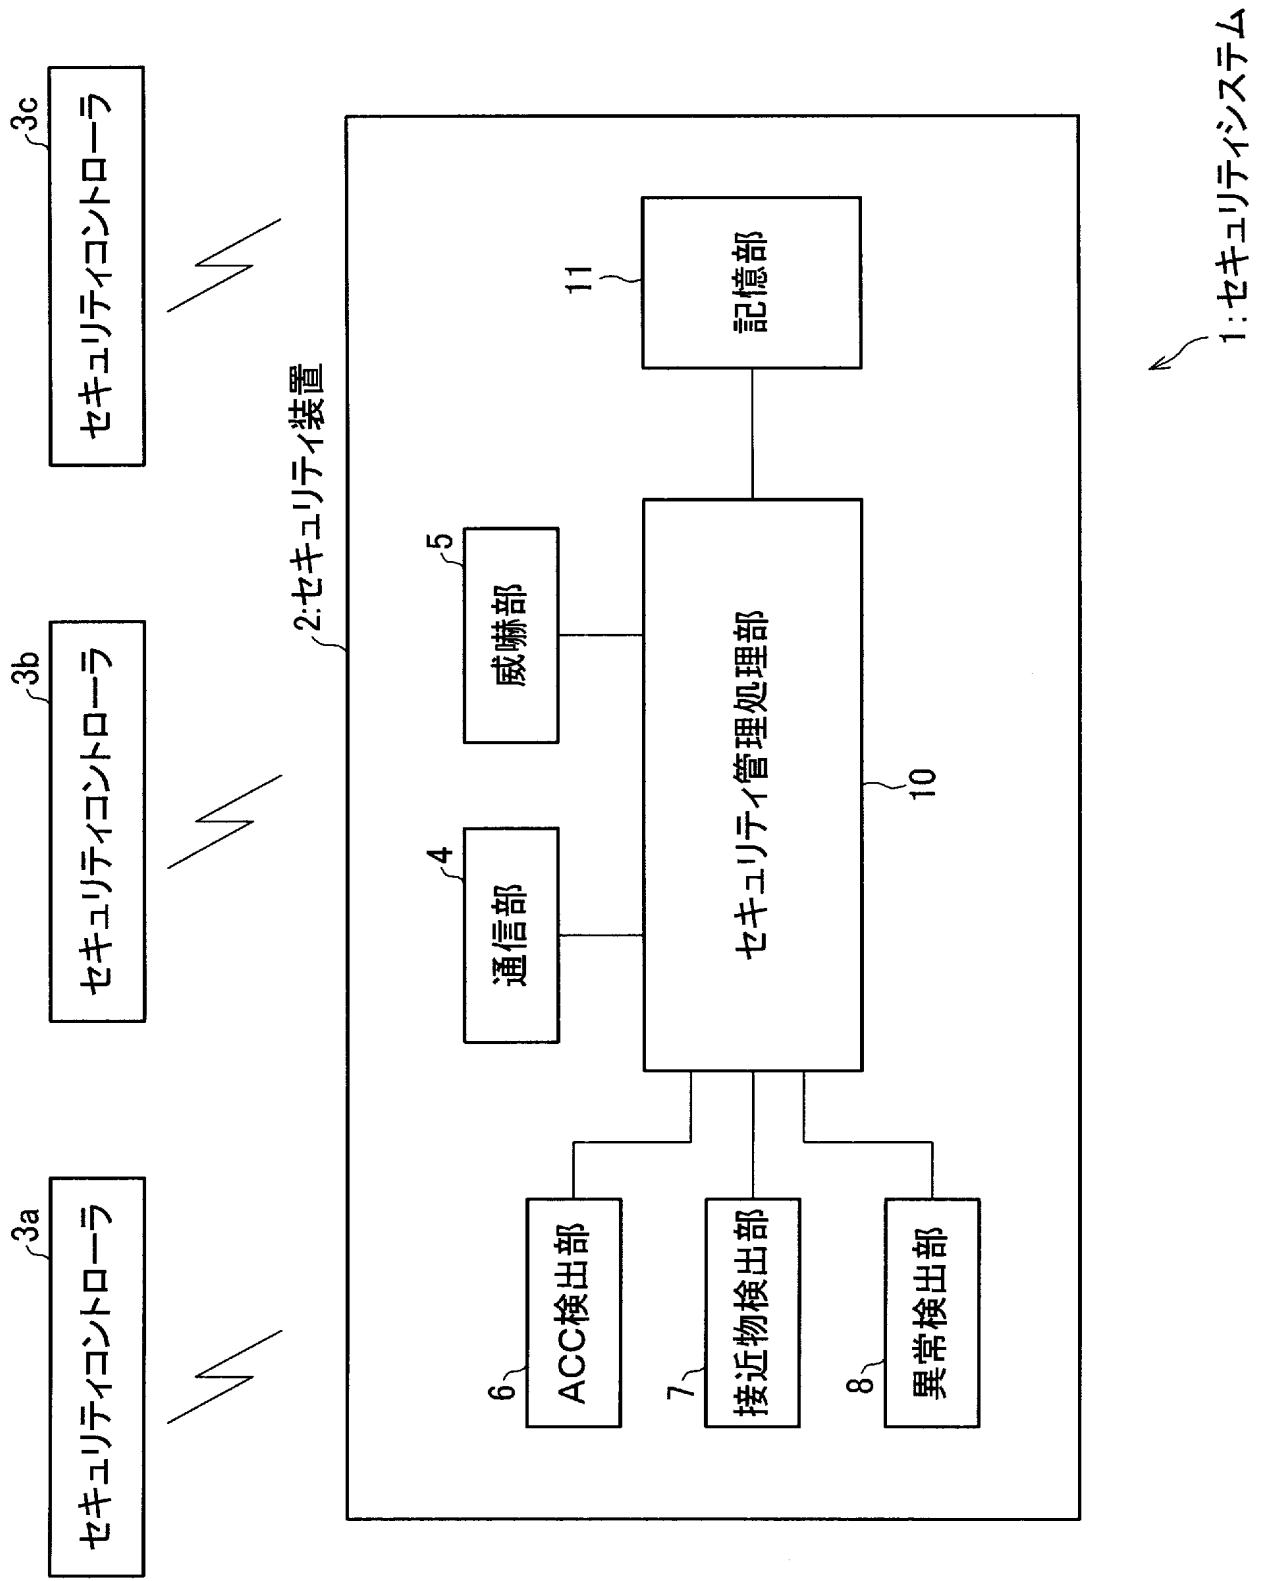 3a
セキュリティコントローラ
3b
セキュリティコントローラ
3c
セキュリティコントローラ
2:セキュリティ装置
4
通信部
5
威嚇部
6
ACC検出部
7
接近物検出部
8
異常検出部
セキュリティ管理処理部
10
11
記憶部
1:セキュリティシステム